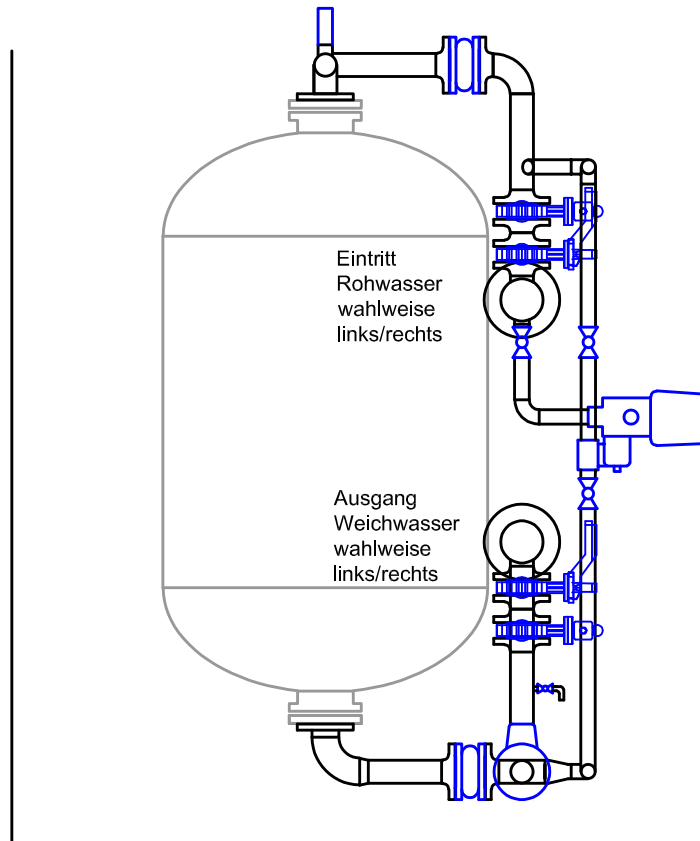 Eintritt
Rohwasser
wahlweise
links/rechts
Ausgang
Weichwasser
wahlweise
links/rechts